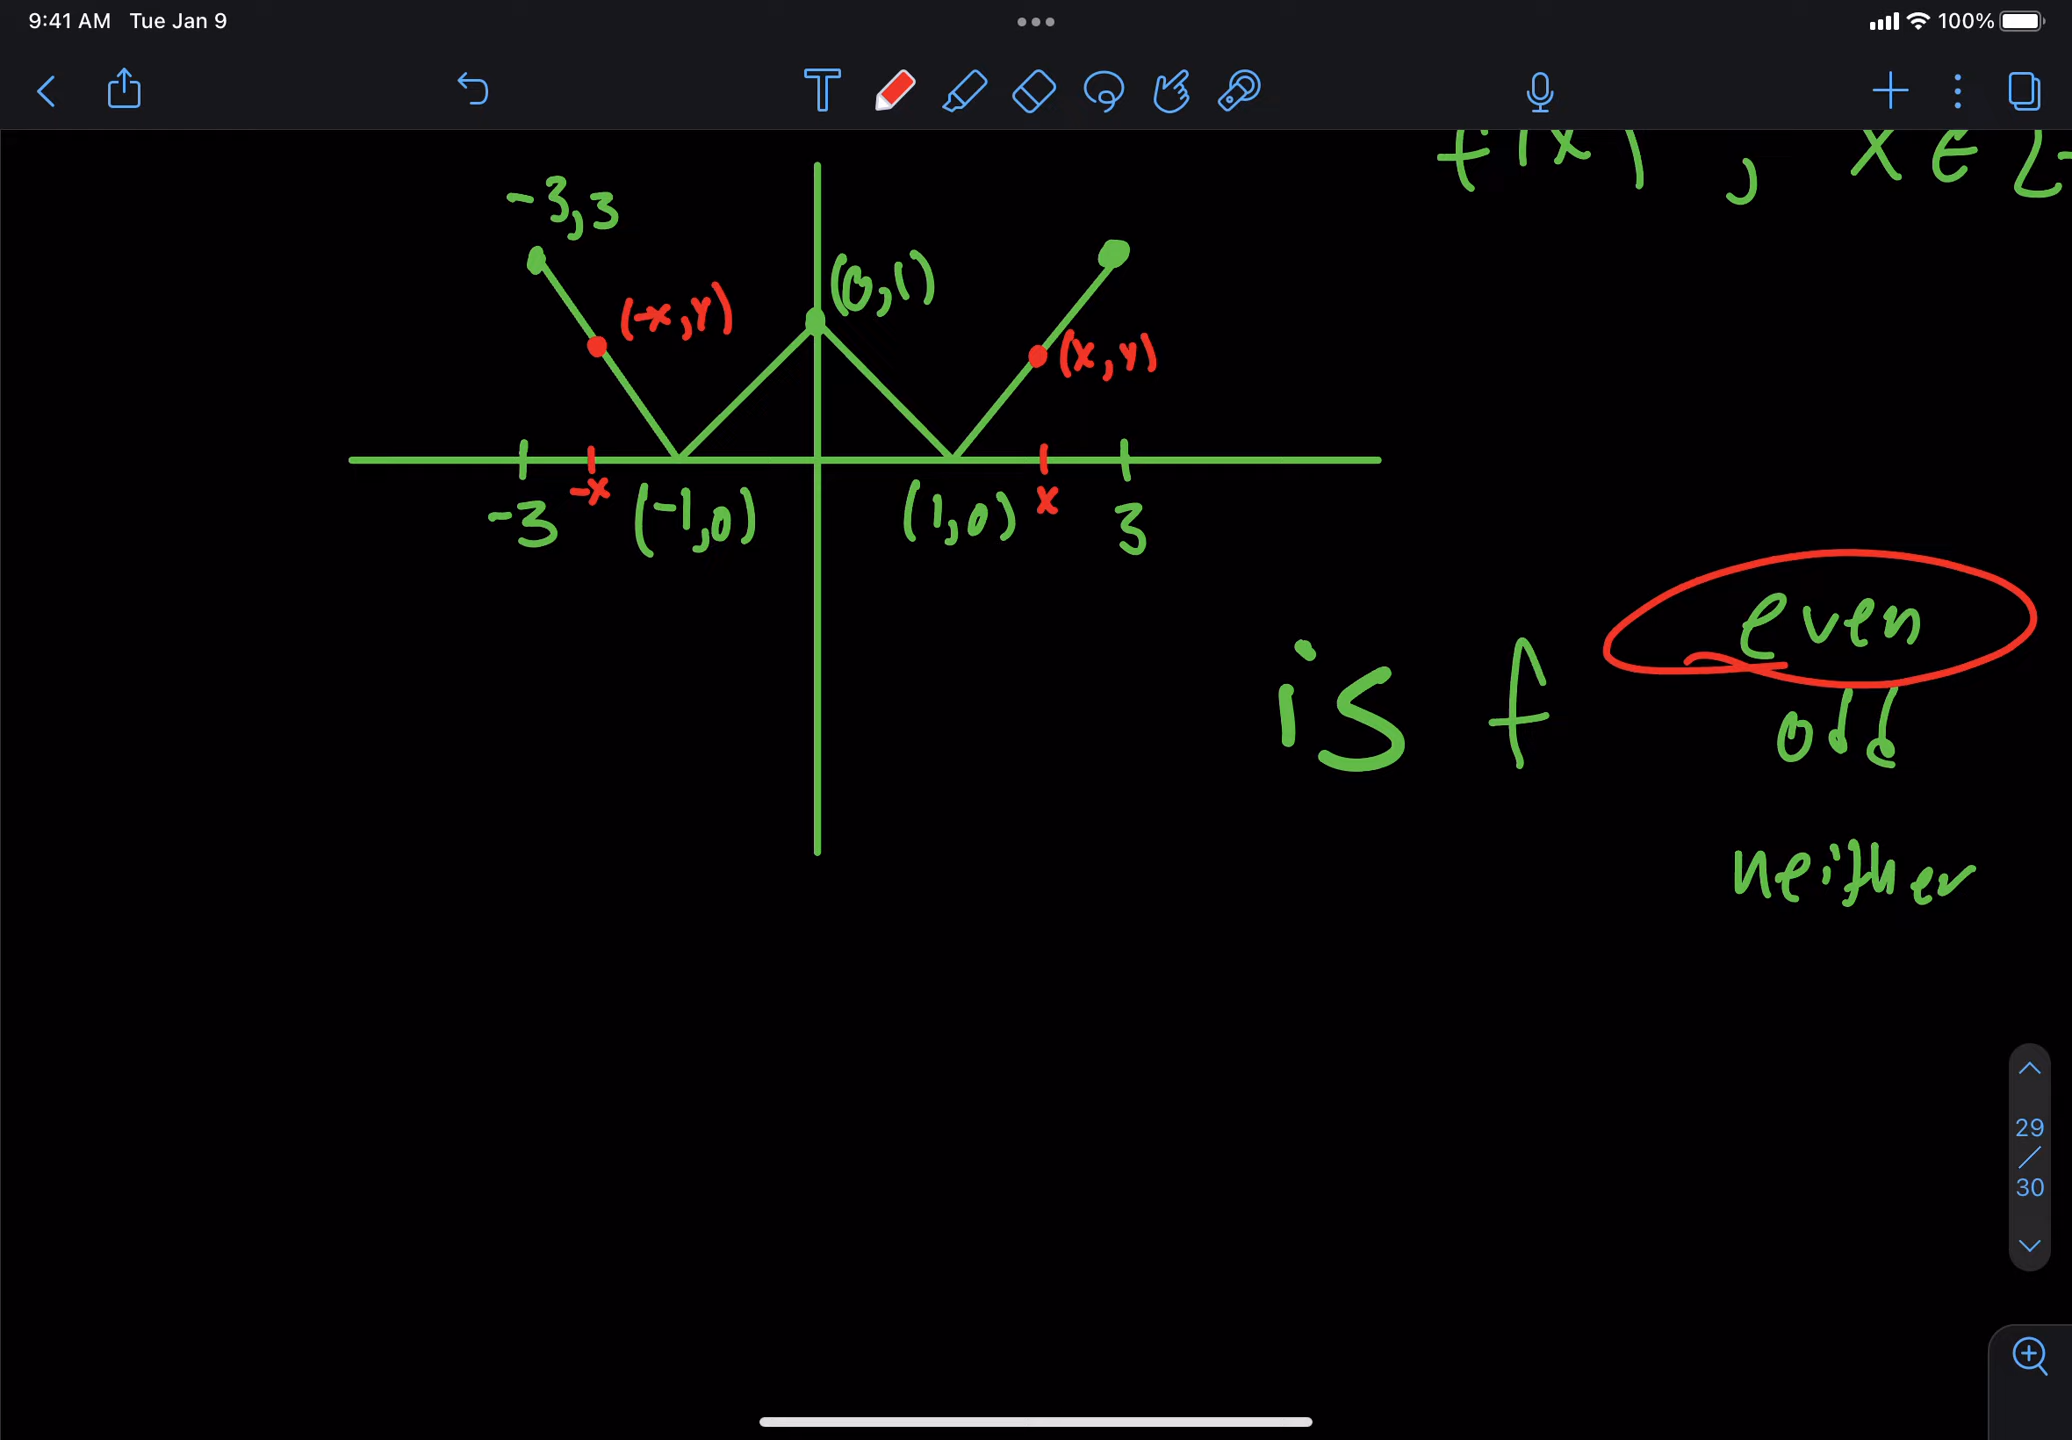 9:41 AM Tue Jan 9
100%
T
f(x), x ∈ [-
-3,3
(0,1)
(-x,y)
(x,y)
-3
-x
(-1,0)
(1,0)
x
3
even
is f
odd
neither
29
/
30